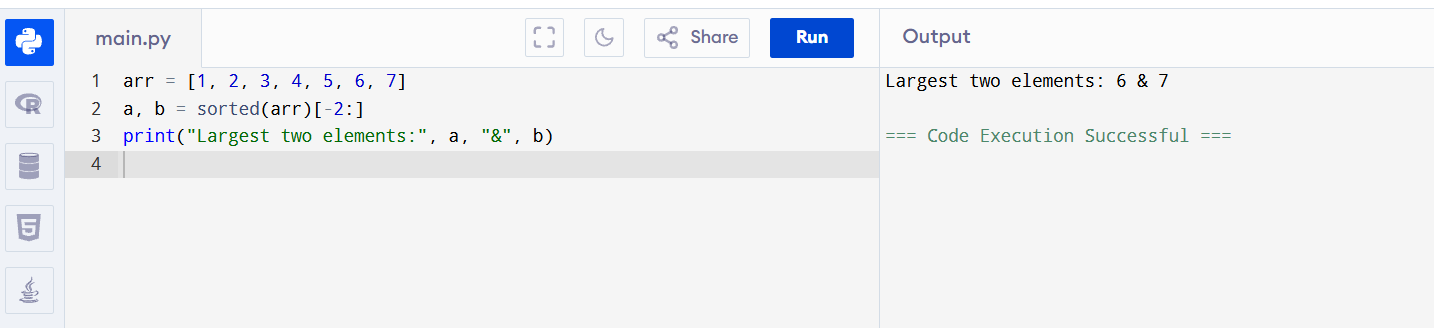 main.py
Share
Run
Output
1 arr = [1, 2, 3, 4, 5, 6, 7]
2 a, b = sorted(arr)[-2:]
3 print("Largest two elements:", a, "&", b)
4
Largest two elements: 6 & 7
=== Code Execution Successful ===
R
5